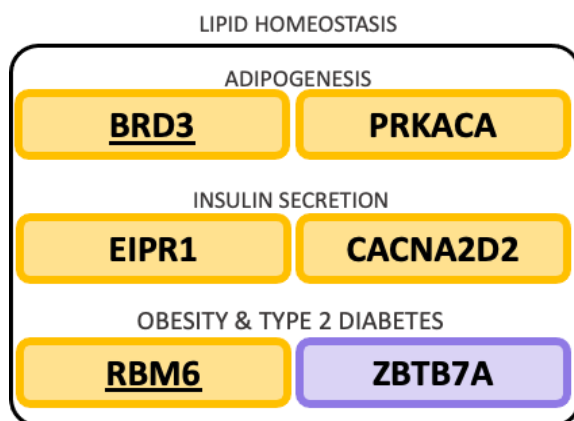 LIPID HOMEOSTASIS
ADIPOGENESIS
BRD3 PRKACA
INSULIN SECRETION
EIPR1 CACNA2D2
OBESITY & TYPE 2 DIABETES
RBM6 ZBTB7A